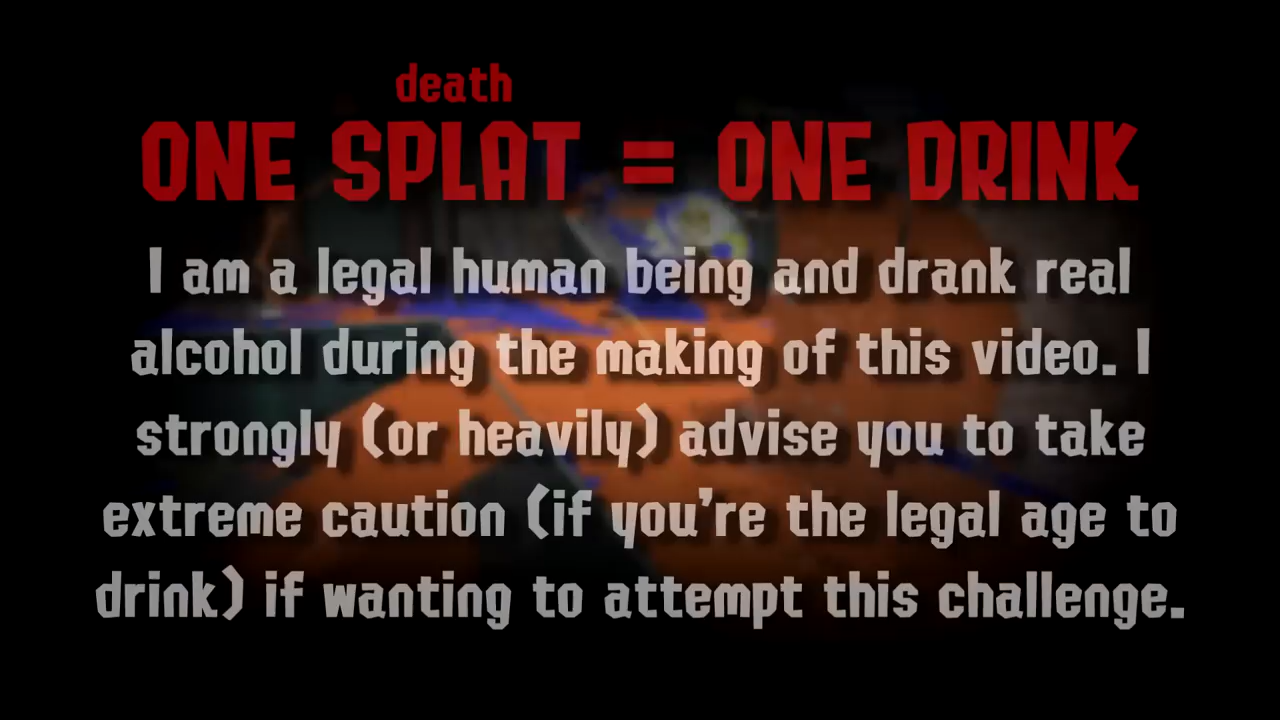 death
ONE SPLAT = ONE DRINK
I am a legal human being and drank real
alcohol during the making of this video. I
strongly (or heavily) advise you to take
extreme caution (if you're the legal age to
drink) if wanting to attempt this challenge.